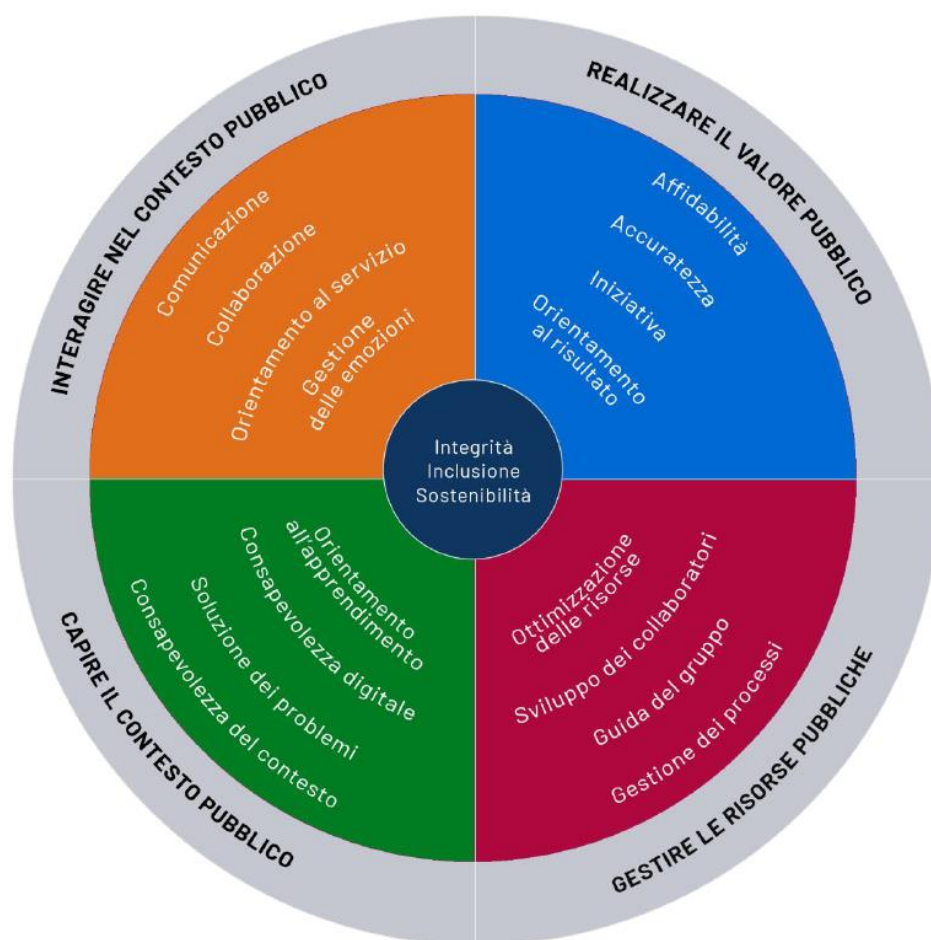 INTERAGIRE NEL CONTESTO PUBBLICO
Comunicazione
Collaborazione
Orientamento al servizio
Gestione
delle emozioni
REALIZZARE IL VALORE PUBBLICO
Affidabilità
Accuratezza
Iniziativa
Orientamento
al risultato
Integrità
Inclusione
Sostenibilità
CAPIRE IL CONTESTO PUBBLICO
Orientamento
all'apprendimento
Consapevolezza digitale
Soluzione dei problemi
Consapevolezza del contesto
GESTIRE LE RISORSE PUBBLICHE
Ottimizzazione
delle risorse
Sviluppo dei collaboratori
Guida del gruppo
Gestione dei processi